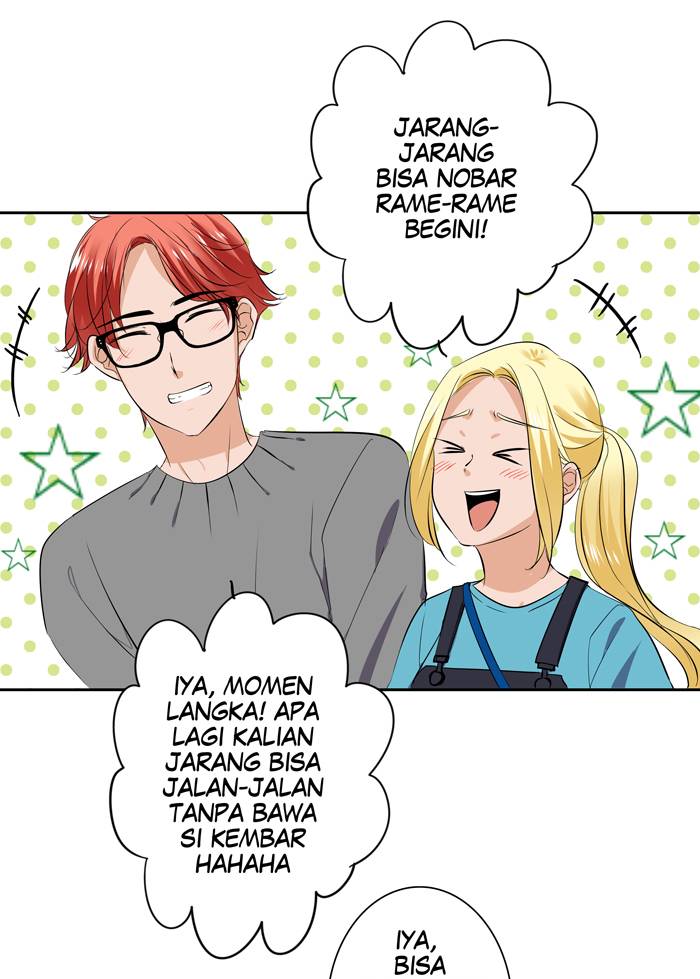 JARANG-
JARANG
BISA NOBAR
RAME-RAME
BEGINI!
IYA, MOMEN
LANGKA! APA
LAGI KALIAN
JARANG BISA
JALAN-JALAN
TANPA BAWA
SI KEMBAR
HAHAHA
IYA,
BISA